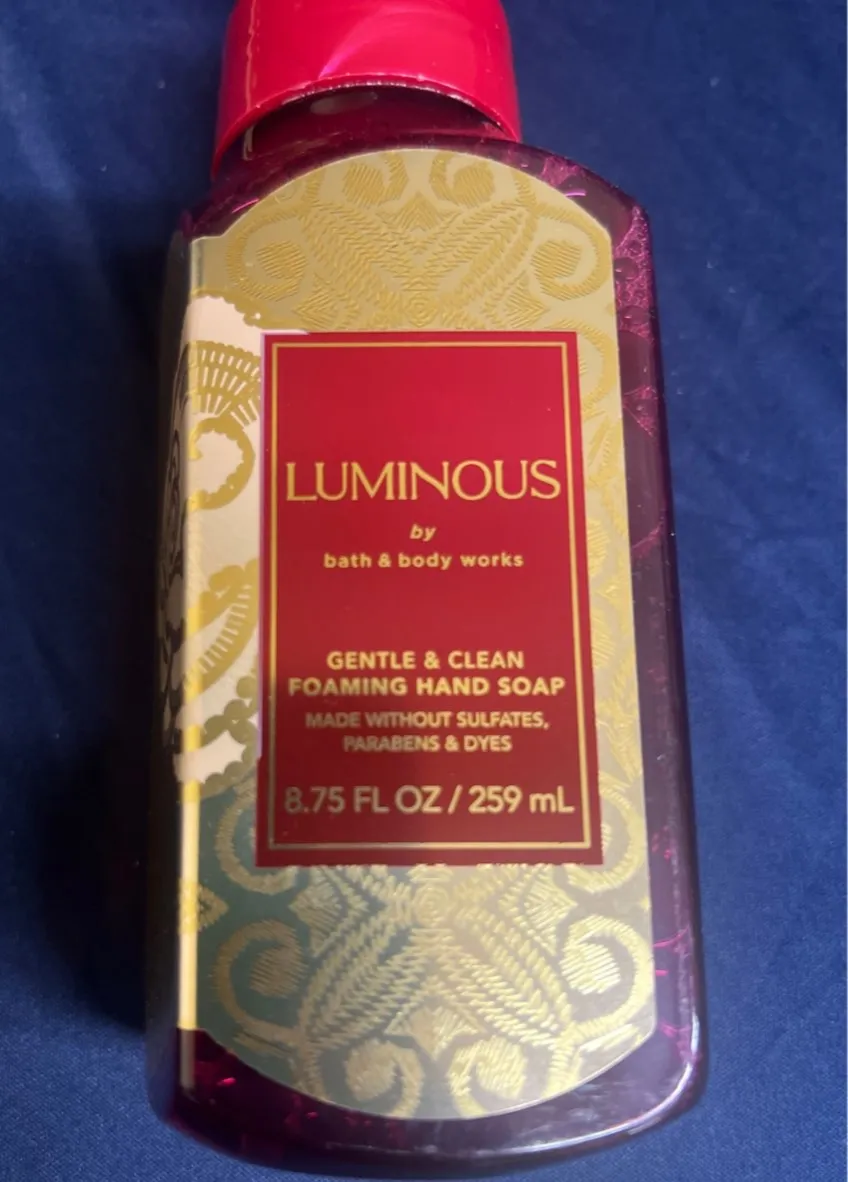 LUMINOUS
by
bath & body works
GENTLE & CLEAN
FOAMING HAND SOAP
MADE WITHOUT SULFATES,
PARABENS & DYES
8.75 FL OZ / 259 mL